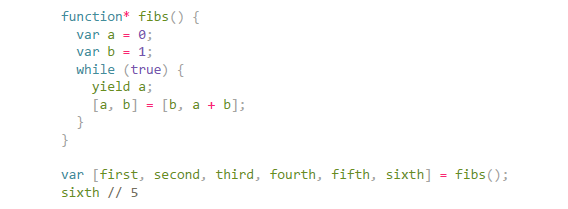 function* fibs() {
  var a = 0;
  var b = 1;
  while (true) {
    yield a;
    [a, b] = [b, a + b];
  }
}

var [first, second, third, fourth, fifth, sixth] = fibs();
sixth // 5